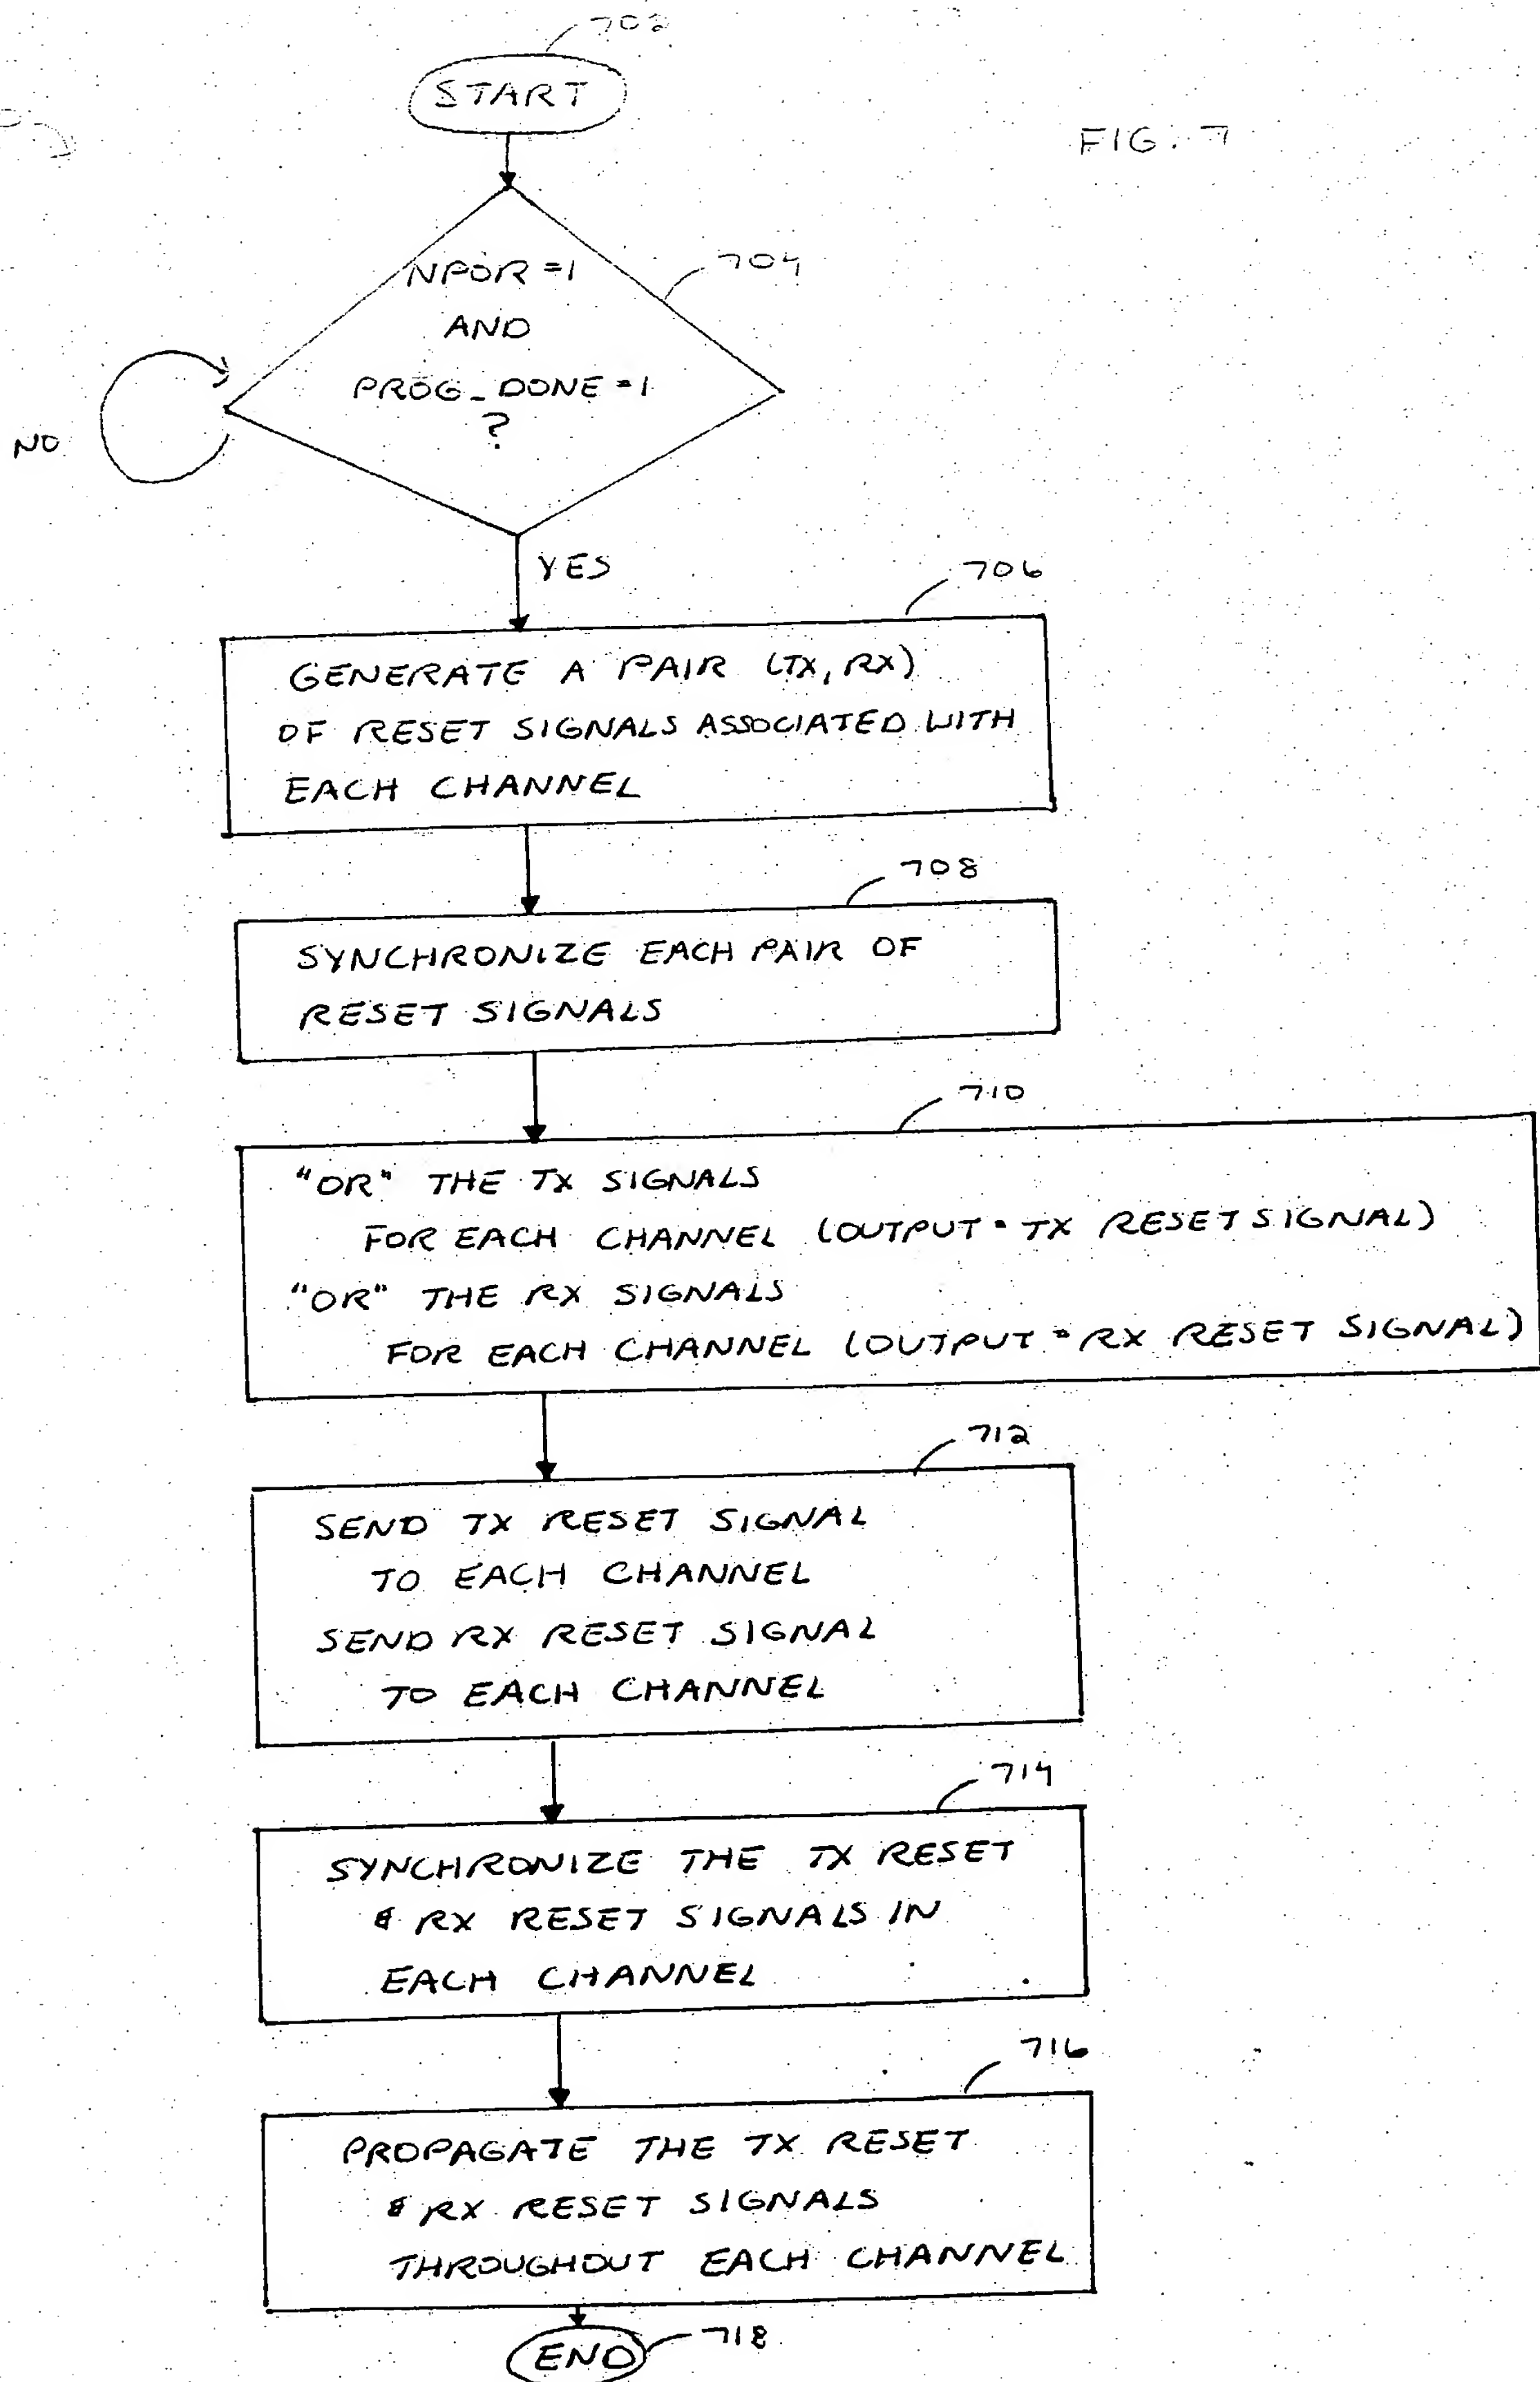 702
START
FIG. 7
NPOR = 1
704
AND
PROG_DONE = 1
?
NO
YES
706
GENERATE A PAIR (TX, RX)
OF RESET SIGNALS ASSOCIATED WITH
EACH CHANNEL
708
SYNCHRONIZE EACH PAIR OF
RESET SIGNALS
710
"OR" THE TX SIGNALS
FOR EACH CHANNEL (OUTPUT = TX RESET SIGNAL)
"OR" THE RX SIGNALS
FOR EACH CHANNEL (OUTPUT = RX RESET SIGNAL)
712
SEND TX RESET SIGNAL
TO EACH CHANNEL
SEND RX RESET SIGNAL
TO EACH CHANNEL
714
SYNCHRONIZE THE TX RESET
& RX RESET SIGNALS IN
EACH CHANNEL
716
PROPAGATE THE TX RESET
& RX RESET SIGNALS
THROUGHOUT EACH CHANNEL
END
718